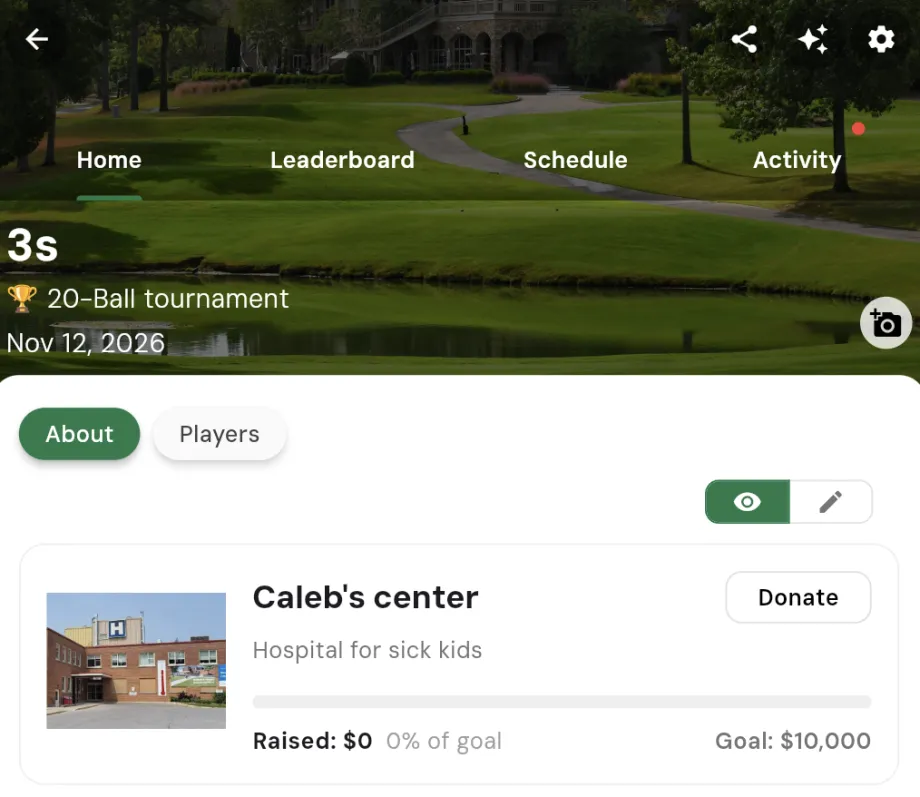 Home Leaderboard Schedule Activity
3s
🏆 20-Ball tournament
Nov 12, 2026
About Players
Caleb's center Donate
Hospital for sick kids
H
Raised: $0 0% of goal Goal: $10,000